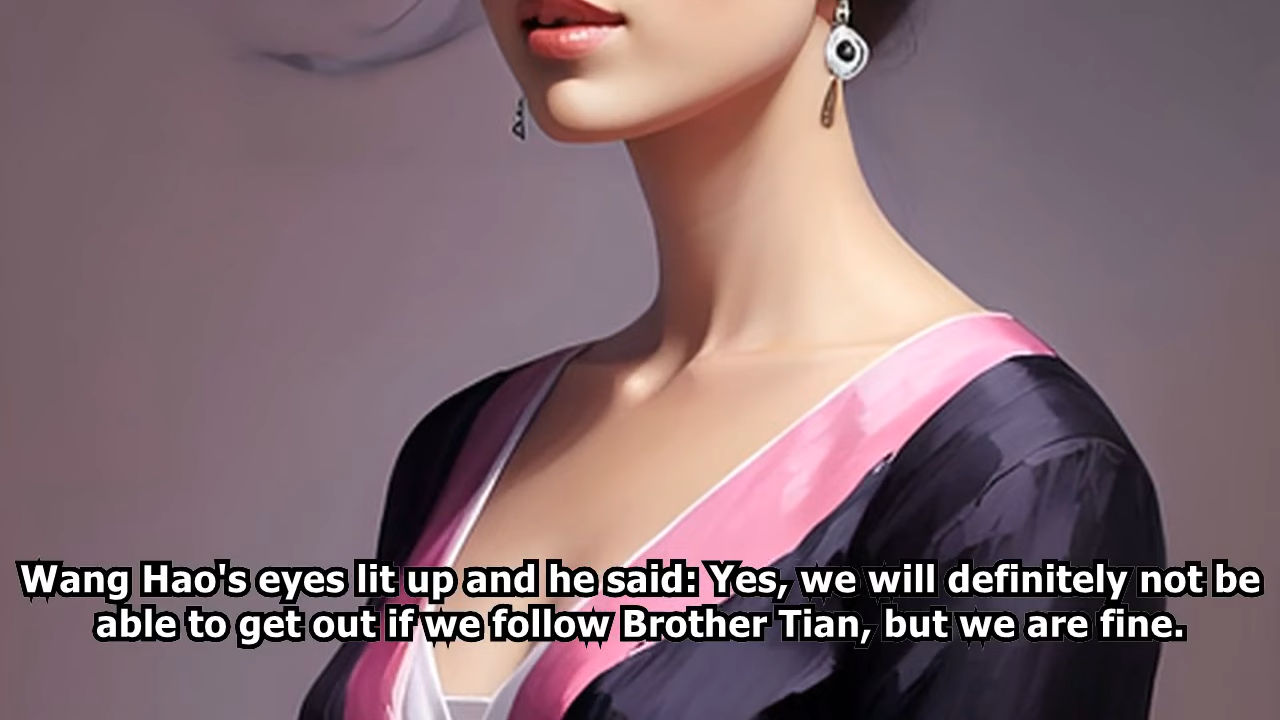 Wang Hao's eyes lit up and he said: Yes, we will definitely not be
able to get out if we follow Brother Tian, but we are fine.